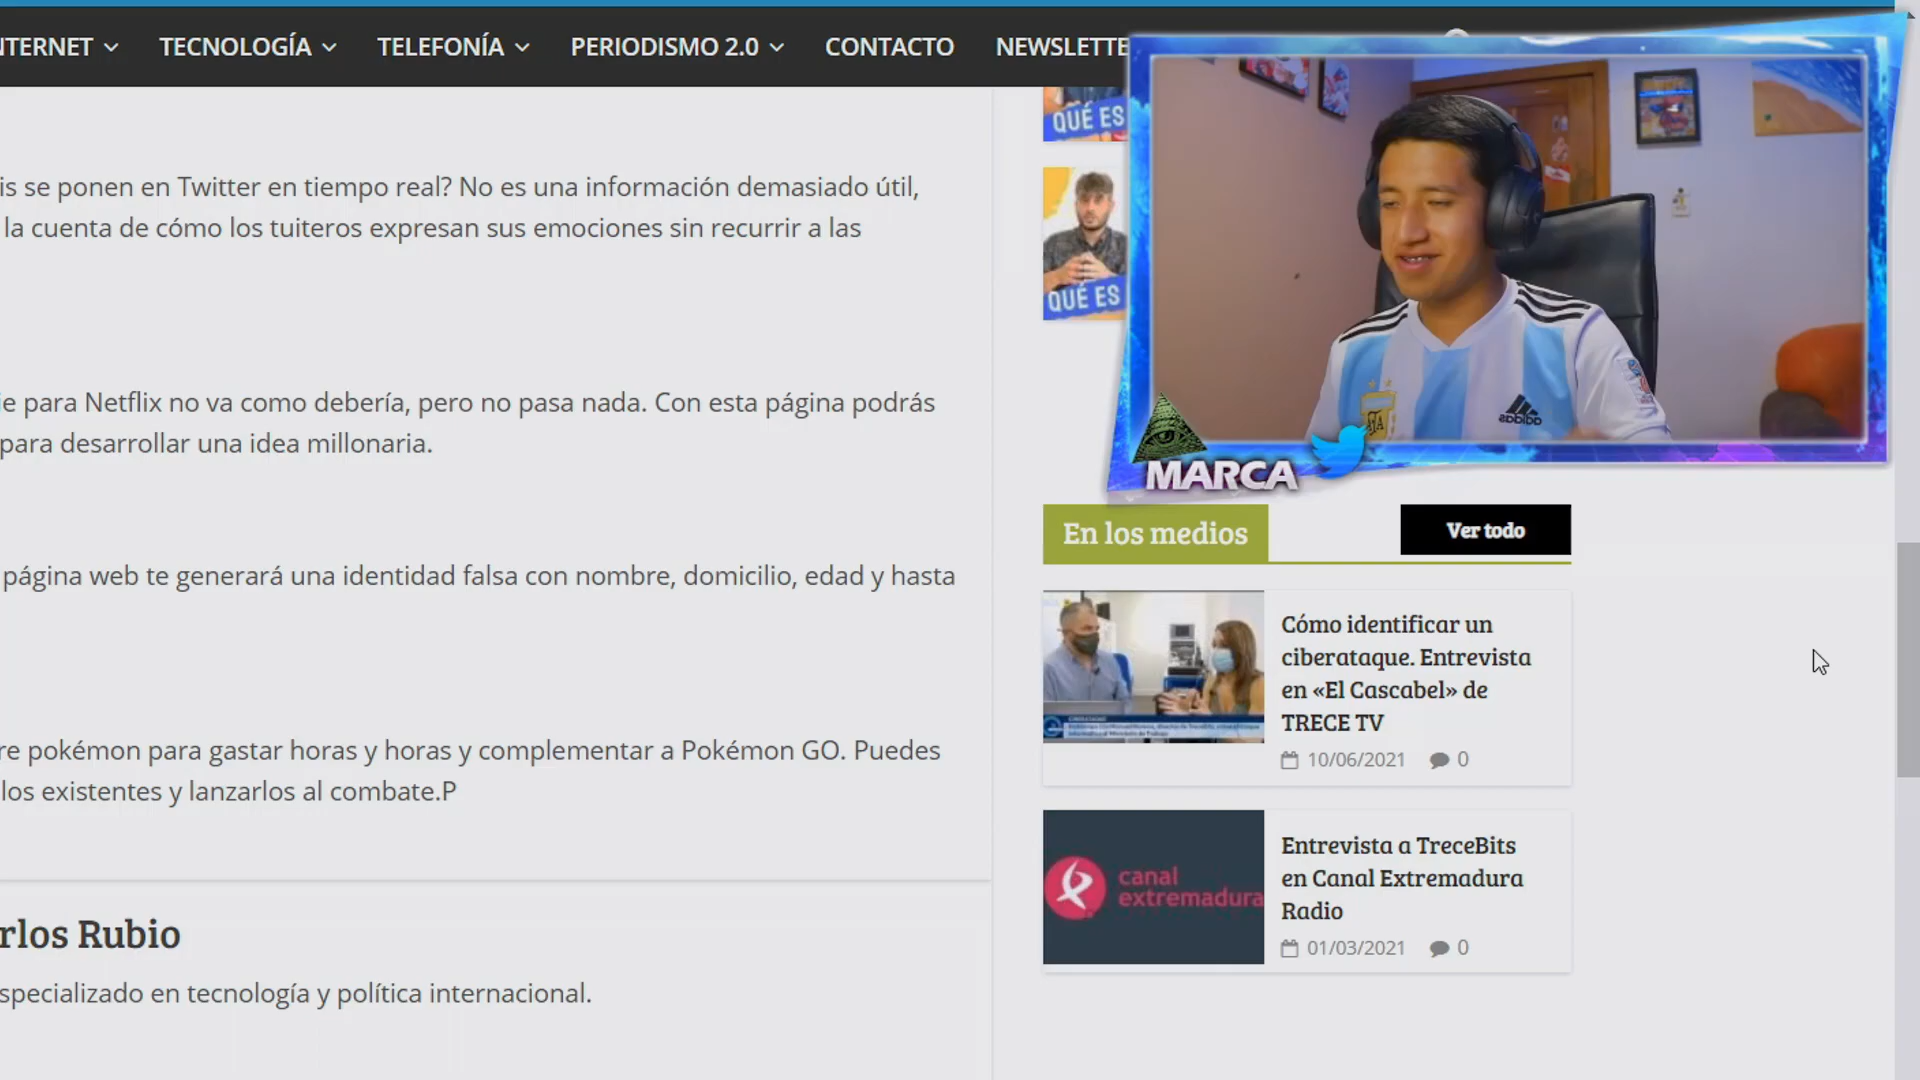 TECNOLOGÍA
TELEFONÍA
PERIODISMO 2.0
CONTACTO
se ponen en Twitter en tiempo real? No es una información demasiado útil,
la cuenta de cómo los tuiteros expresan sus emociones sin recurrir a las
para Netflix no va como debería, pero no pasa nada. Con esta página podrás
para desarrollar una idea millonaria.
página web te generará una identidad falsa con nombre, domicilio, edad y hasta
pokémon para gastar horas y horas y complementar a Pokémon GO. Puedes
los existentes y lanzarlos al combate.P
Rubio
en tecnología y política internacional.
QUÉ ES
QUÉ ES
AFA
adidas
MARCA
En los medios
Ver todo
Cómo identificar un
ciberataque. Entrevista
en «El Cascabel» de
TRECE TV
10/06/2021 0
canal
extremadura
Entrevista a TreceBits
en Canal Extremadura
Radio
01/03/2021 0